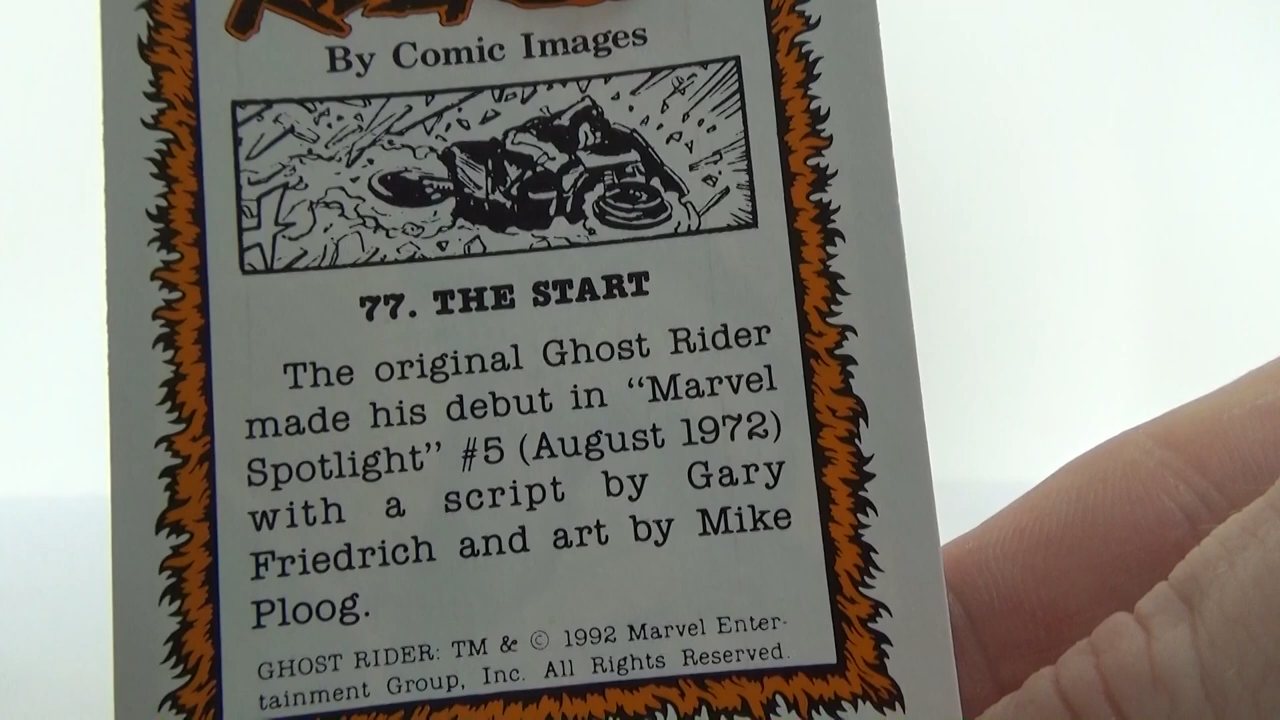 By Comic Images
77. THE START
The original Ghost Rider
made his debut in “Marvel
Spotlight” #5 (August 1972)
with a script by Gary
Friedrich and art by Mike
Ploog.
GHOST RIDER: TM & © 1992 Marvel Enter-
tainment Group, Inc. All Rights Reserved.